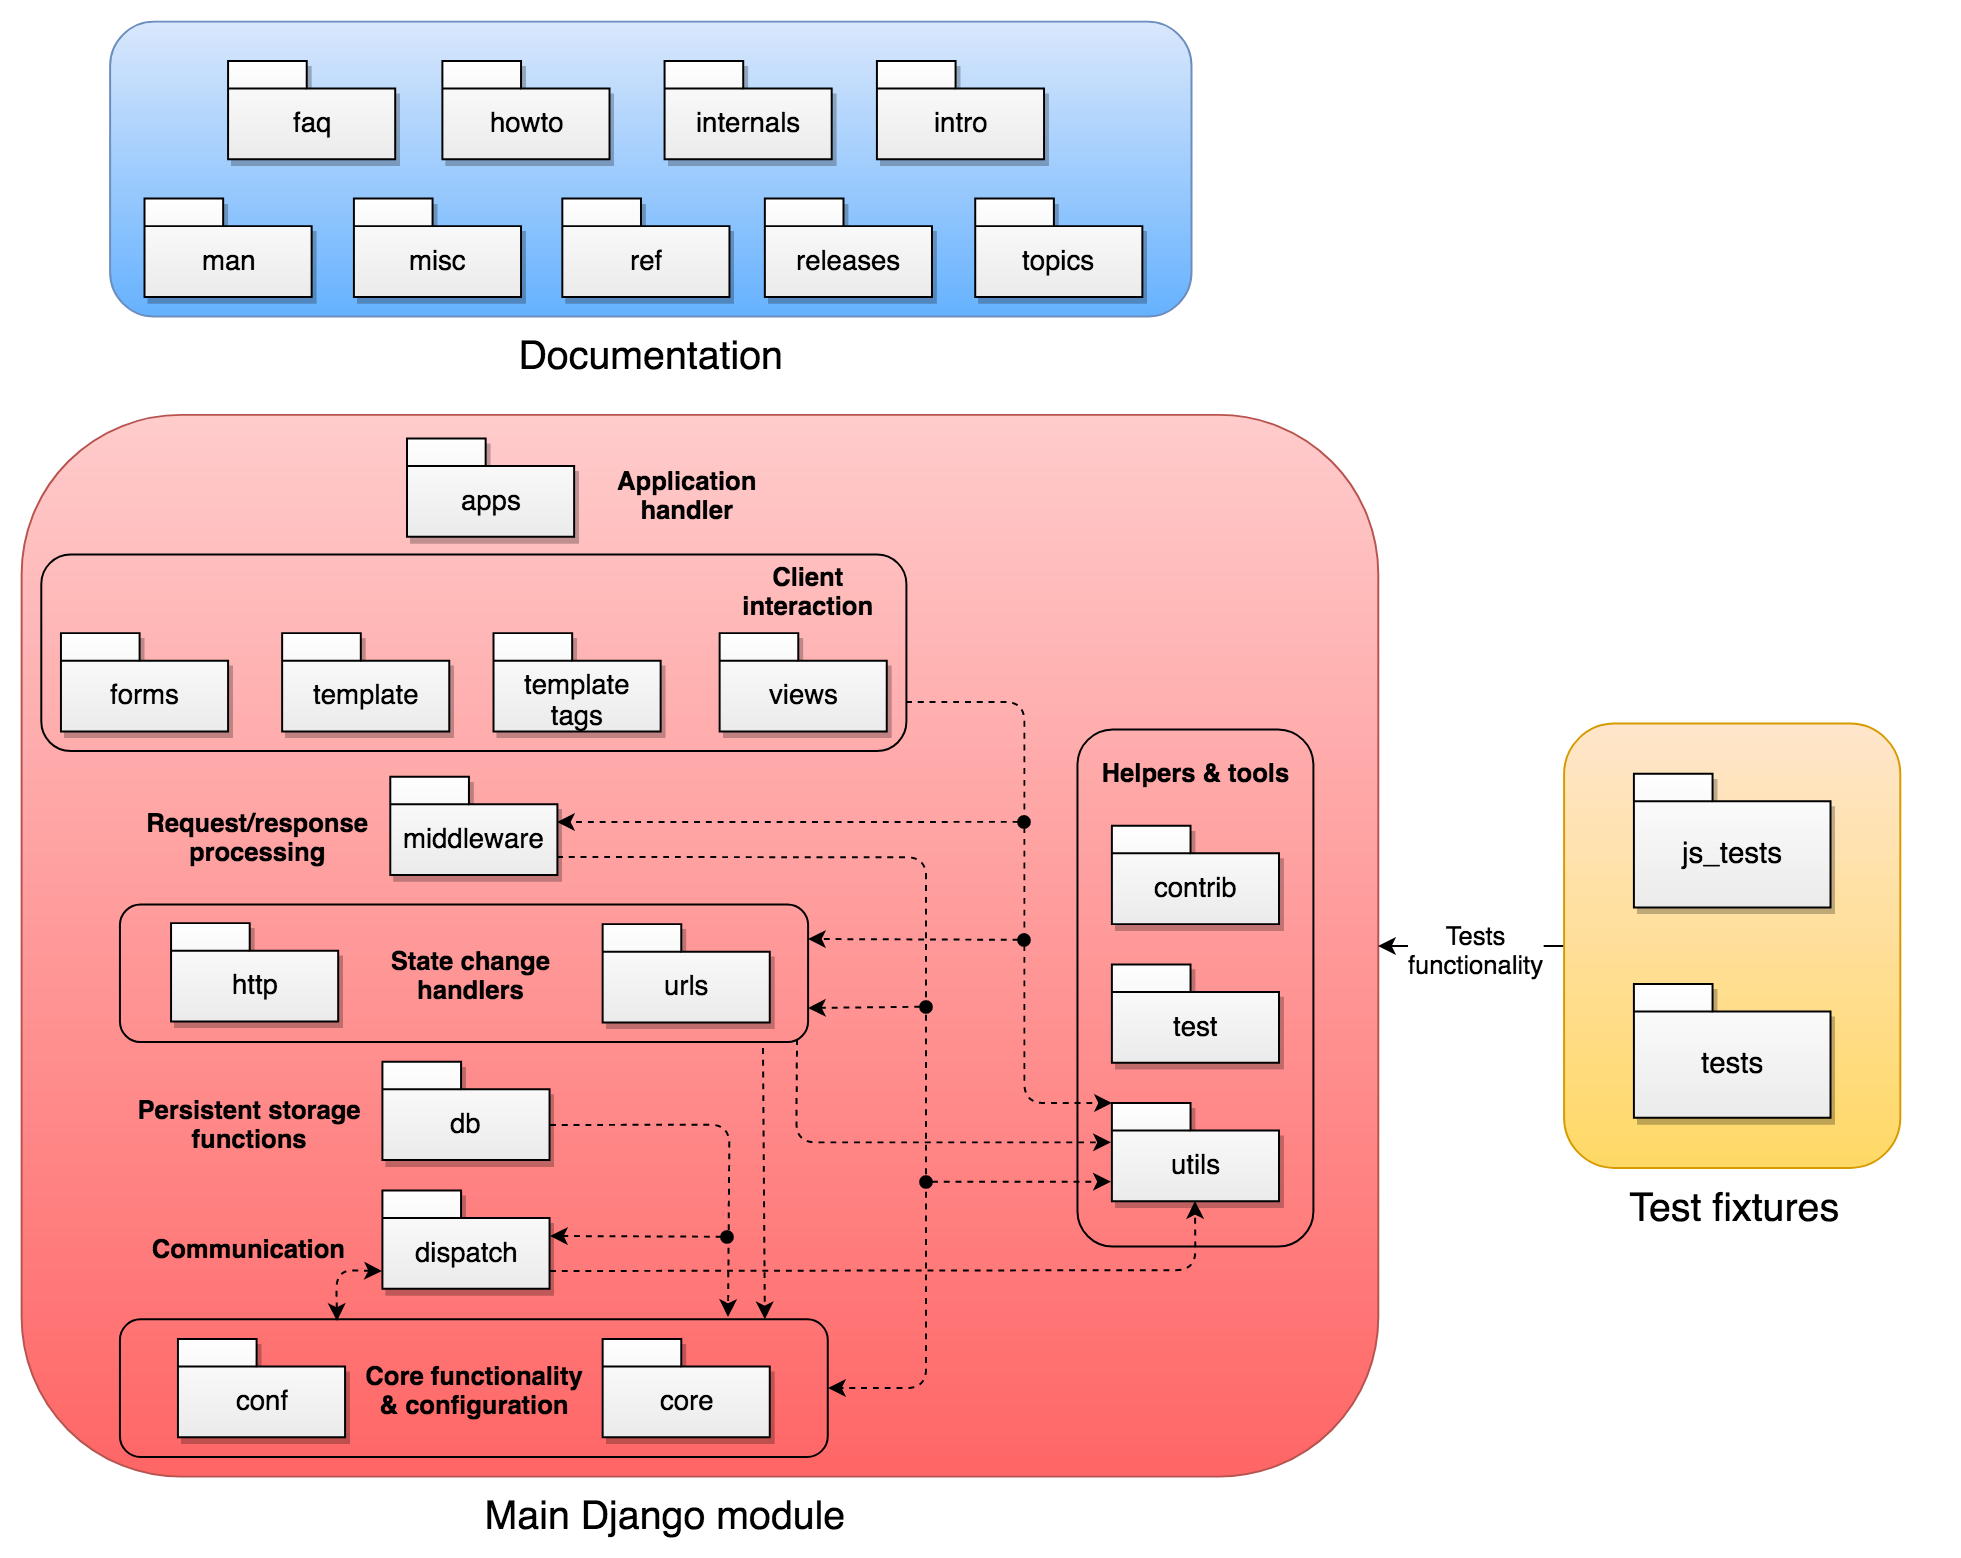 faq
howto
internals
intro
man
misc
ref
releases
topics
Documentation
apps
Application
handler
Client
interaction
forms
template
template
tags
views
Request/response
processing
middleware
Helpers & tools
contrib
test
utils
http
State change
handlers
urls
Persistent storage
functions
db
Communication
dispatch
conf
Core functionality
& configuration
core
Main Django module
Tests
functionality
js_tests
tests
Test fixtures